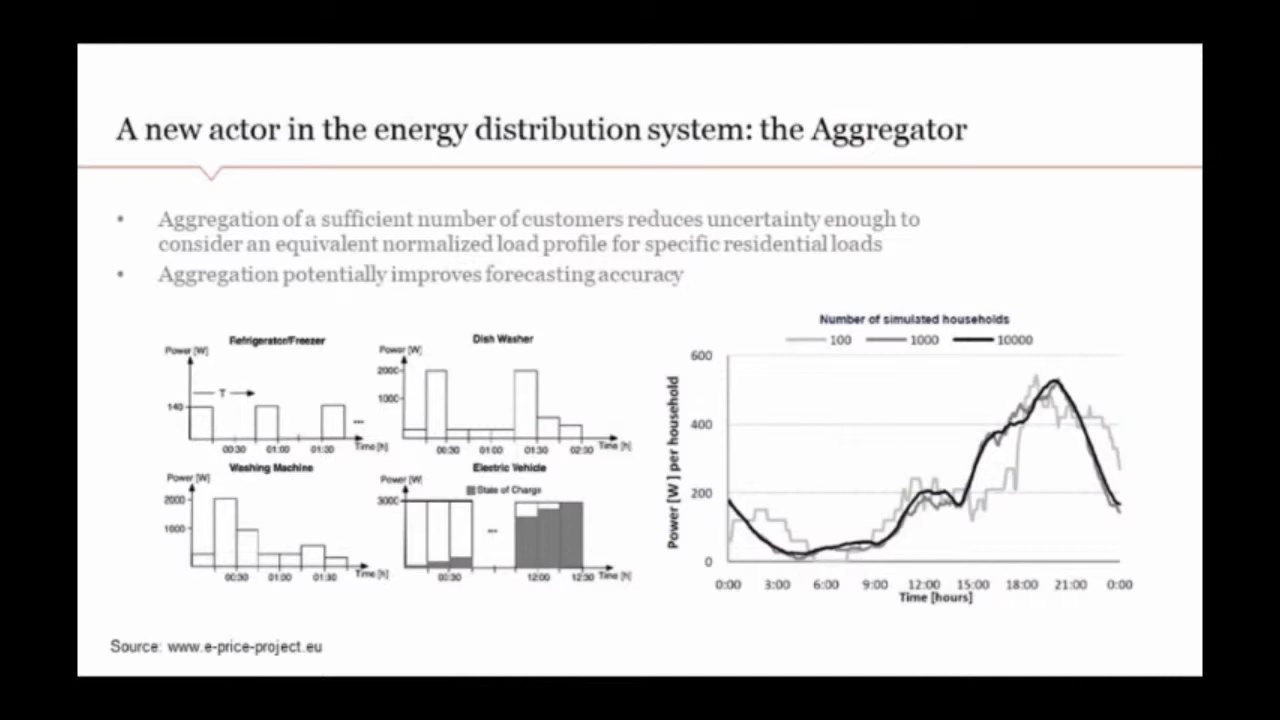 A new actor in the energy distribution system: the Aggregator
• Aggregation of a sufficient number of customers reduces uncertainty enough to
consider an equivalent normalized load profile for specific residential loads
• Aggregation potentially improves forecasting accuracy
Refrigerator/Freezer
Power [W]
T
140
...
00:30 01:00 01:30 Time [h]
Dish Washer
Power [W]
2000
1000
00:30 01:00 01:30 02:30 Time [h]
Washing Machine
Power [W]
2000
1000
00:30 01:00 01:30 Time [h]
Electric Vehicle
Power [W]
State of Charge
3000
...
00:30 12:00 12:30 Time [h]
Number of simulated households
100 1000 10000
Power [W] per household
600
400
200
0
0:00 3:00 6:00 9:00 12:00 15:00 18:00 21:00 0:00
Time [hours]
Source: www.e-price-project.eu